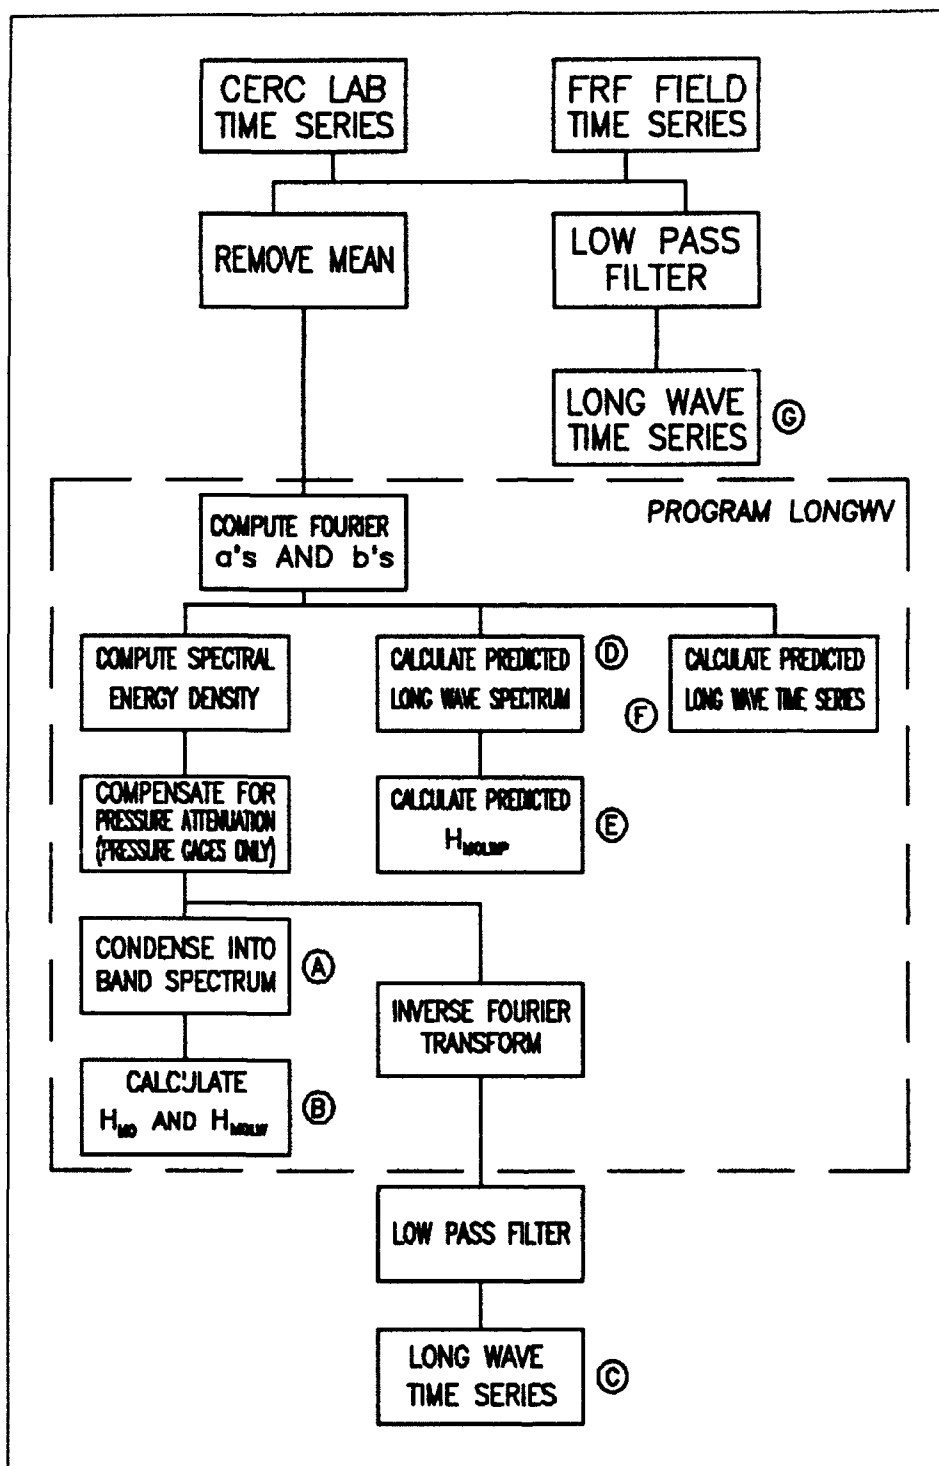 CERC LAB
TIME SERIES
FRF FIELD
TIME SERIES
REMOVE MEAN
LOW PASS
FILTER
LONG WAVE
TIME SERIES
G
PROGRAM LONGWV
COMPUTE FOURIER
a's AND b's
COMPUTE SPECTRAL
ENERGY DENSITY
CALCULATE PREDICTED
LONG WAVE SPECTRUM
D
CALCULATE PREDICTED
LONG WAVE TIME SERIES
F
COMPENSATE FOR
PRESSURE ATTENUATION
(PRESSURE GAGES ONLY)
CALCULATE PREDICTED
H
E
CONDENSE INTO
BAND SPECTRUM
A
INVERSE FOURIER
TRANSFORM
CALCULATE
HMO AND HMOLW
B
LOW PASS FILTER
LONG WAVE
TIME SERIES
C